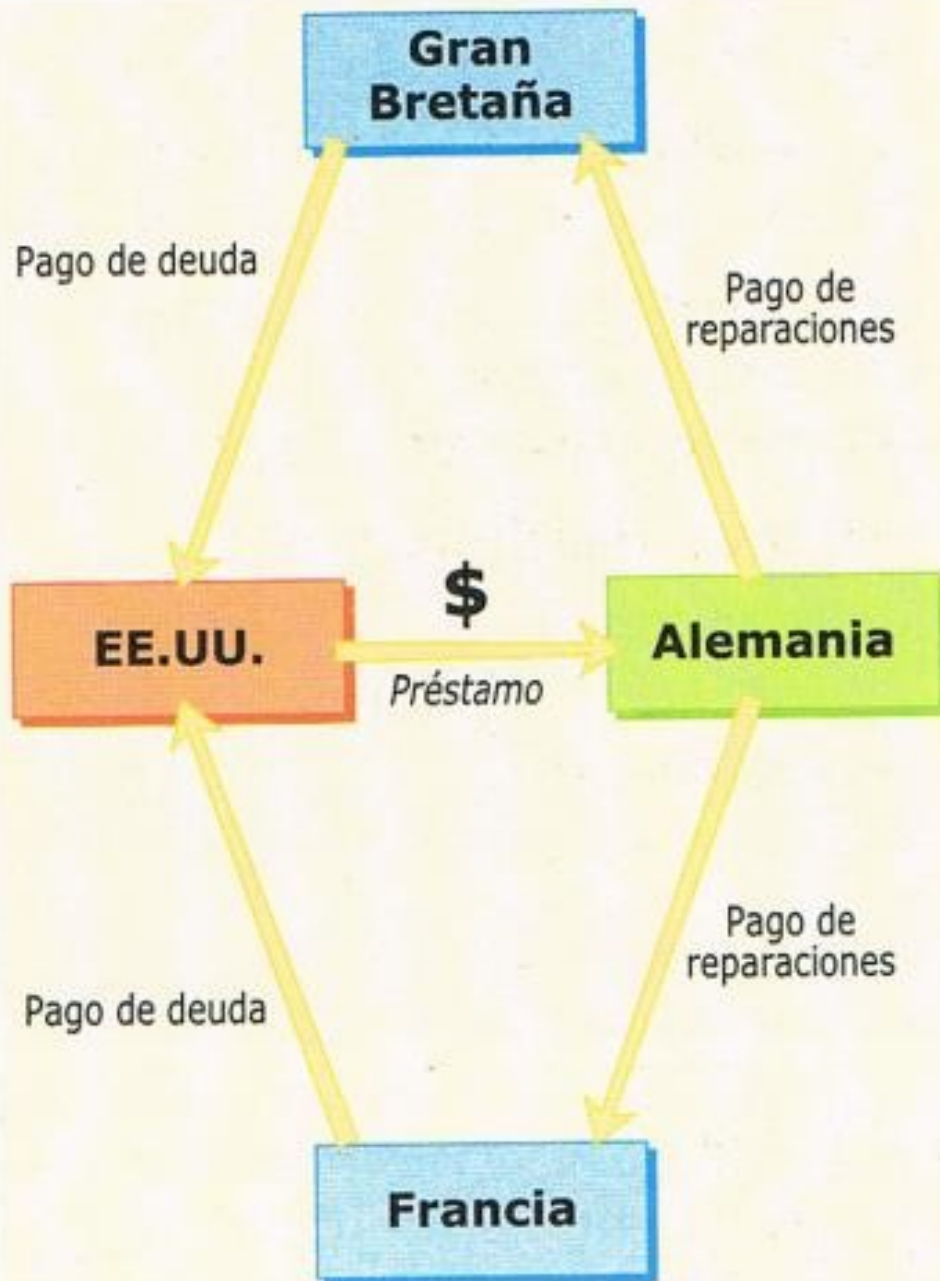 Gran
Bretaña
Pago de deuda
Pago de
reparaciones
EE.UU.
$
Préstamo
Alemania
Pago de deuda
Pago de
reparaciones
Francia